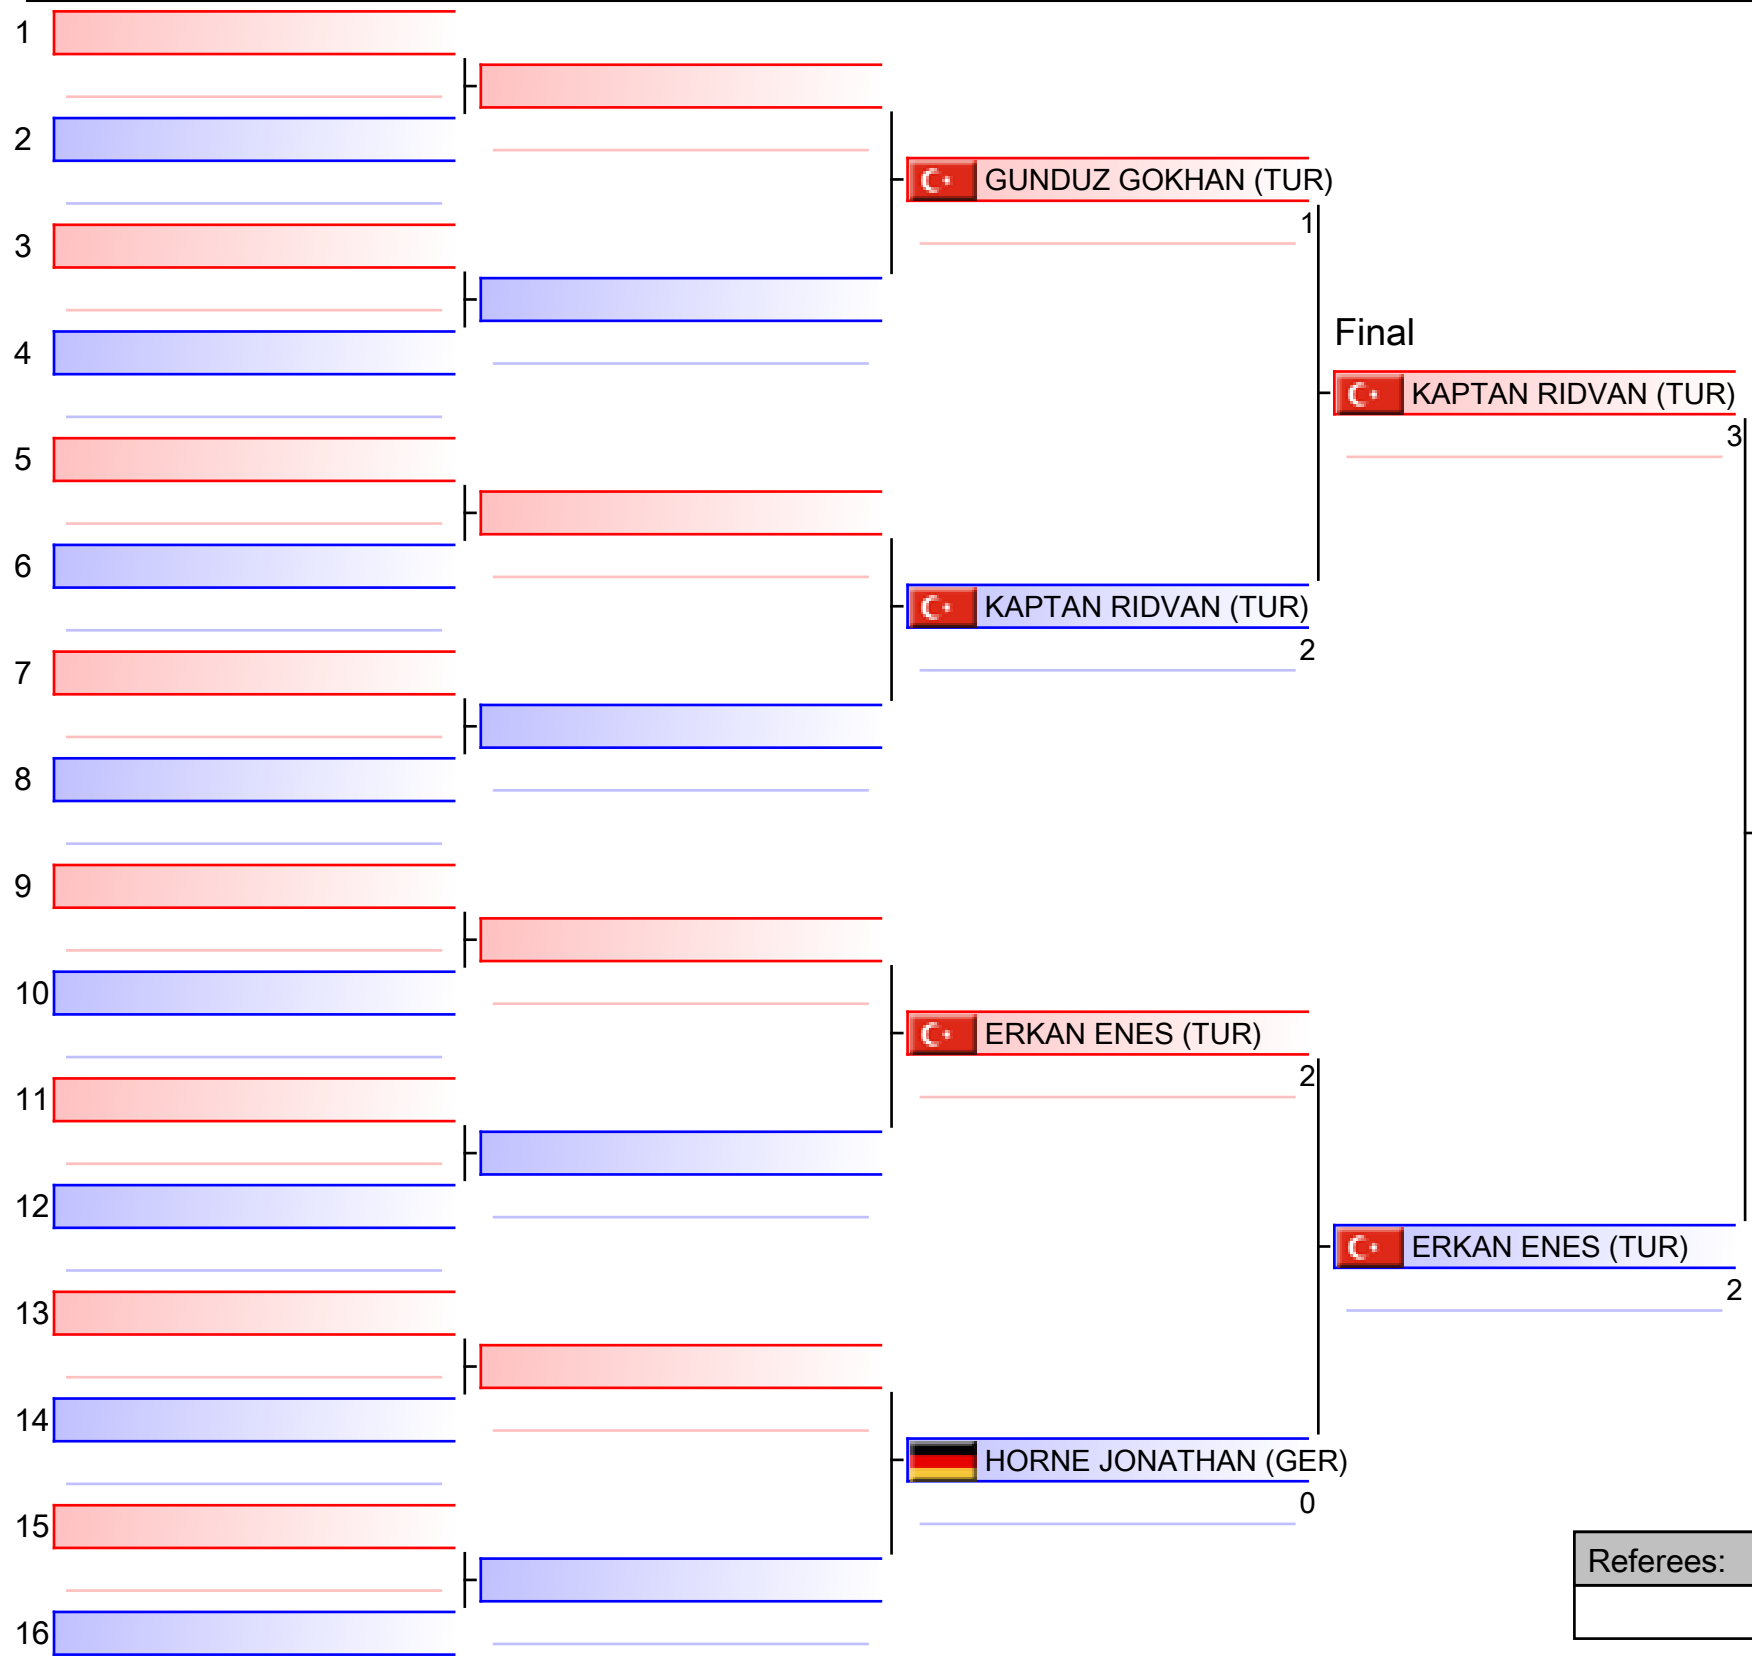 1
2
GUNDUZ GOKHAN (TUR)
1
3
Final
4
KAPTAN RIDVAN (TUR)
3
5
6
KAPTAN RIDVAN (TUR)
2
7
8
9
10
ERKAN ENES (TUR)
2
11
12
ERKAN ENES (TUR)
2
13
14
HORNE JONATHAN (GER)
0
15
Referees:
16